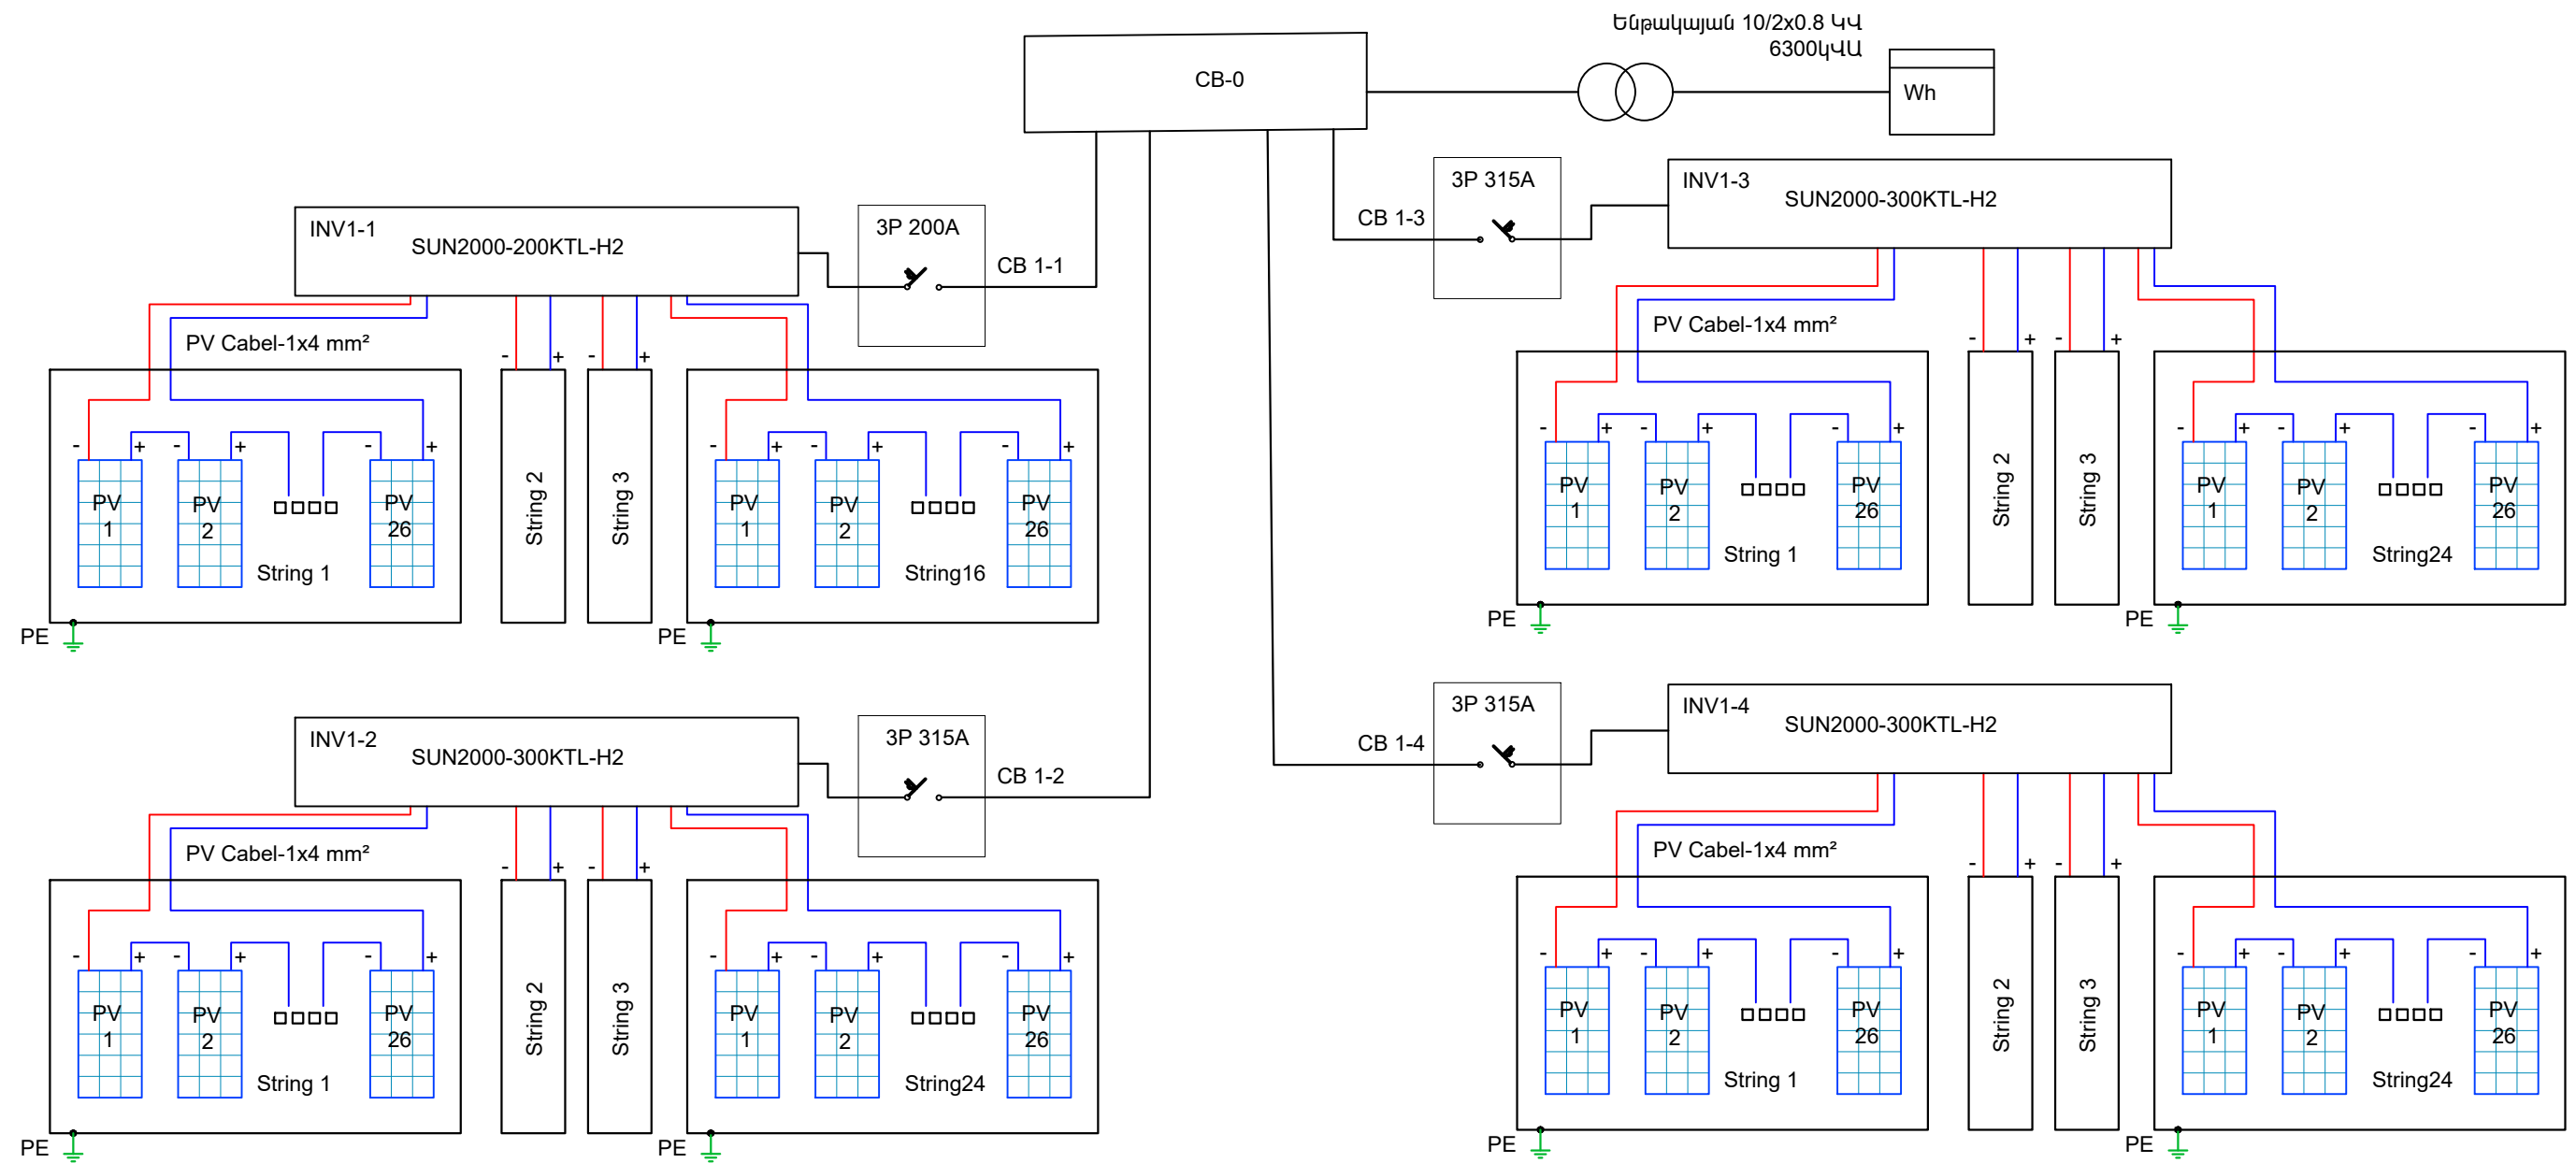 Ենթակայան 10/2x0.8 ԿՎ
6300կՎԱ
CB-0
Wh
INV1-1
SUN2000-200KTL-H2
3P 200A
CB 1-1
PV Cabel-1x4 mm²
- +
- +
- + - + - +
PV 1
PV 2
PV 26
String 1
String 2
String 3
- + - + - +
PV 1
PV 2
PV 26
String16
PE
PE
INV1-3
SUN2000-300KTL-H2
3P 315A
CB 1-3
PV Cabel-1x4 mm²
- +
- +
- + - + - +
PV 1
PV 2
PV 26
String 1
String 2
String 3
- + - + - +
PV 1
PV 2
PV 26
String24
PE
PE
INV1-2
SUN2000-300KTL-H2
3P 315A
CB 1-2
PV Cabel-1x4 mm²
- +
- +
- + - + - +
PV 1
PV 2
PV 26
String 1
String 2
String 3
- + - + - +
PV 1
PV 2
PV 26
String24
PE
PE
INV1-4
SUN2000-300KTL-H2
3P 315A
CB 1-4
PV Cabel-1x4 mm²
- +
- +
- + - + - +
PV 1
PV 2
PV 26
String 1
String 2
String 3
- + - + - +
PV 1
PV 2
PV 26
String24
PE
PE